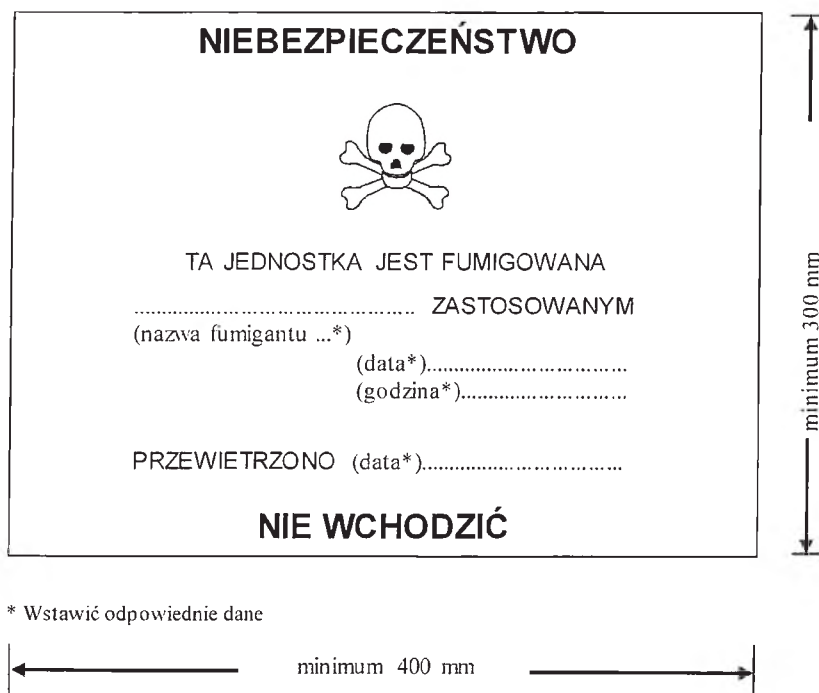 NIEBEZPIECZEŃSTWO
TA JEDNOSTKA JEST FUMIGOWANA
................................................ ZASTOSOWANYM
(nazwa fumigantu ...*)
(data*)..................................
(godzina*)............................
PRZEWIETRZONO (data*)..................................
NIE WCHODZIĆ
minimum 300 mm
* Wstawić odpowiednie dane
minimum 400 mm